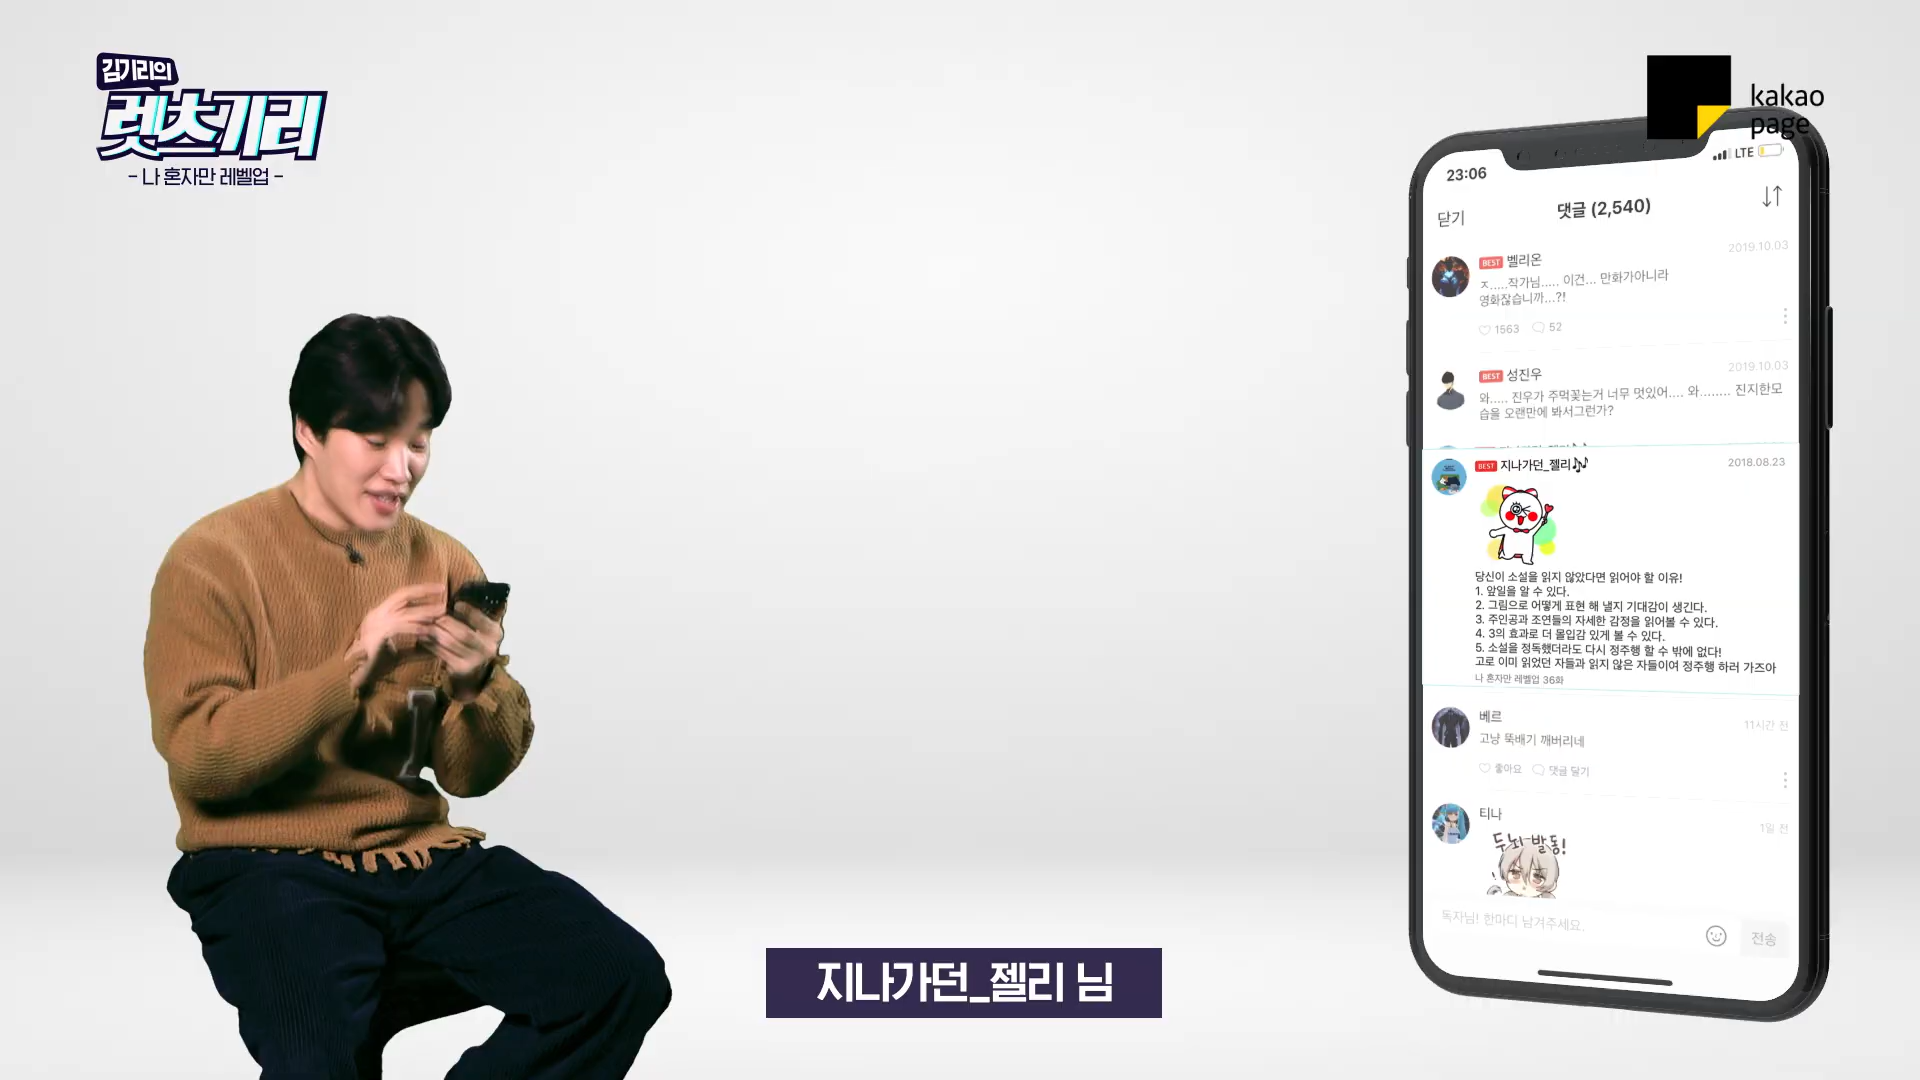 김기리의
렛츠기리
- 나 혼자만 레벨업 -
kakao
page
23:06
LTE
닫기
댓글 (2,540)
2019.10.03
BEST 벨리온
ㅈ.....작가님..... 이건... 만화가아니라
영화잖습니까...?!
1563 52
2019.10.03
BEST 성진우
와..... 진우가 주먹꽂는거 너무 멋있어.... 와........ 진지한모
습을 오랜만에 봐서그런가?
BEST 지나가던_젤리🎶
2018.08.23
당신이 소설을 읽지 않았다면 읽어야 할 이유!
1. 앞일을 알 수 있다.
2. 그림으로 어떻게 표현 해 낼지 기대감이 생긴다.
3. 주인공과 조연들의 자세한 감정을 읽어볼 수 있다.
4. 3의 효과로 더 몰입감 있게 볼 수 있다.
5. 소설을 정독했더라도 다시 정주행 할 수 밖에 없다!
고로 이미 읽었던 자들과 읽지 않은 자들이여 정주행 하러 가즈아
나 혼자만 레벨업 36화
베르
11시간 전
고냥 뚝배기 깨버리네
좋아요 댓글 달기
티나
1일 전
두뇌 발동!
독자님! 한마디 남겨주세요.
전송
지나가던_젤리 님